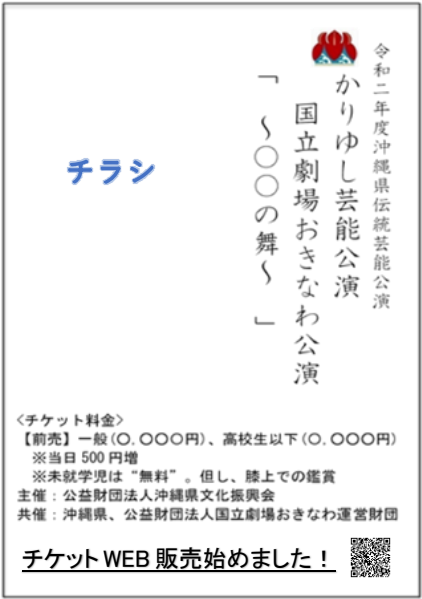 令和二年度沖縄県伝統芸能公演
かりゆし芸能公演
国立劇場おきなわ公演
「 ～〇〇の舞～ 」
チラシ
<チケット料金>
【前売】一般(〇,〇〇〇円)、高校生以下(〇,〇〇〇円)
※当日500円増
※未就学児は“無料”。但し、膝上での鑑賞
主催：公益財団法人沖縄県文化振興会
共催：沖縄県、公益財団法人国立劇場おきなわ運営財団
チケットWEB販売始めました！